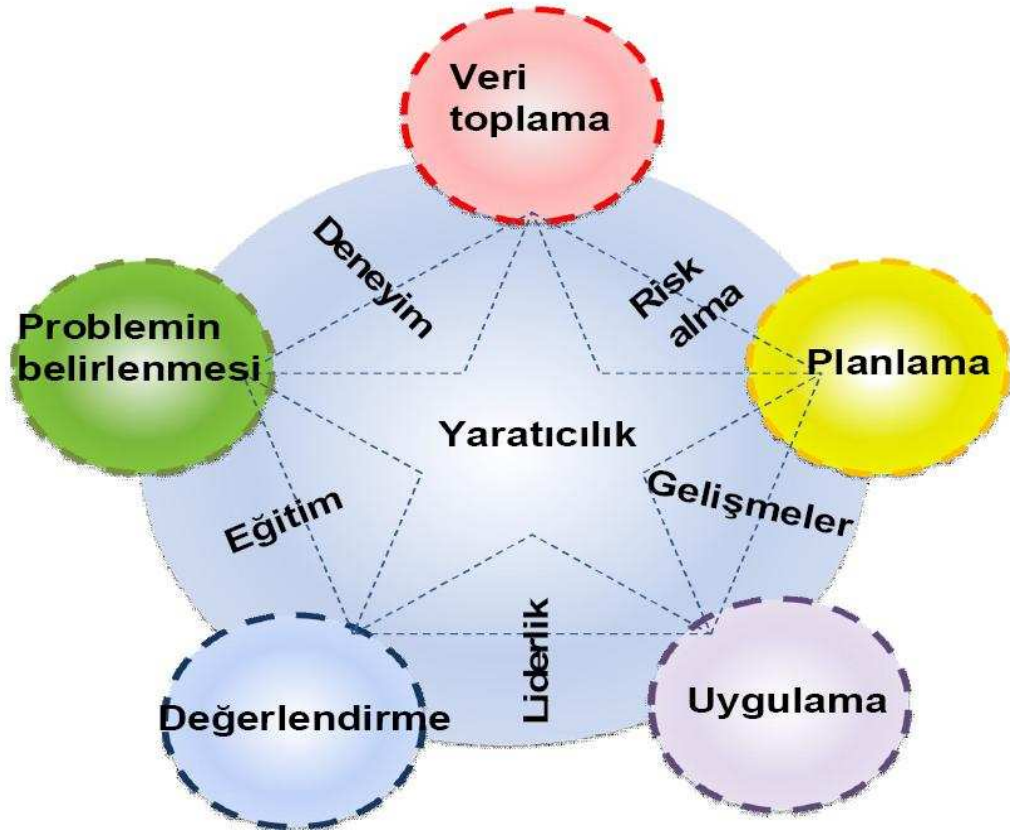 Veri
toplama
Deneyim
Risk
alma
Problemin
belirlenmesi
Planlama
Yaratıcılık
Eğitim
Gelişmeler
Liderlik
Değerlendirme
Uygulama